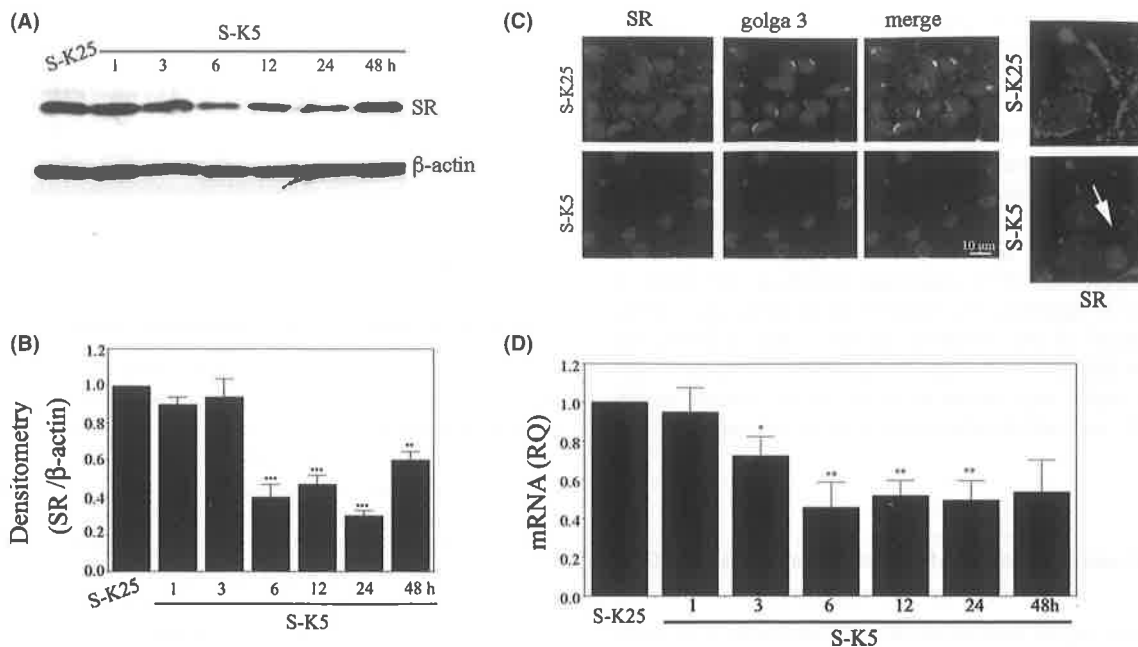 (A)
S-K5
S-K25 1 3 6 12 24 48 h
SR
β-actin
(B)
Densitometry
(SR /β-actin)
1.2
1.0
0.8
0.6
0.4
0.2
0.0
*** *** *** **
S-K25 1 3 6 12 24 48 h
S-K5
(C)
SR golga 3 merge
S-K25
S-K5
10 µm
S-K25
S-K5
SR
(D)
mRNA (RQ)
1.2
1.0
0.8
0.6
0.4
0.2
0.0
* ** ** **
S-K25 1 3 6 12 24 48h
S-K5